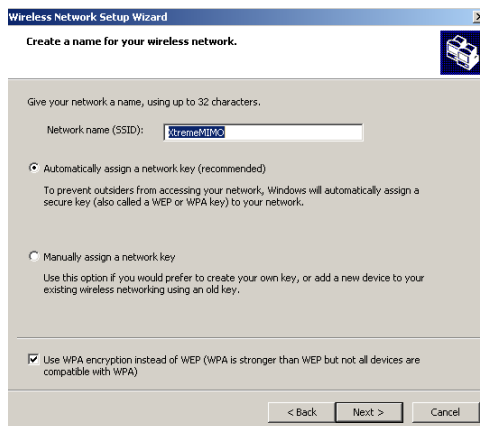 Wireless Network Setup Wizard
Create a name for your wireless network.
Give your network a name, using up to 32 characters.
Network name (SSID): XtremeMIMO
Automatically assign a network key (recommended)
To prevent outsiders from accessing your network, Windows will automatically assign a
secure key (also called a WEP or WPA key) to your network.
Manually assign a network key
Use this option if you would prefer to create your own key, or add a new device to your
existing wireless networking using an old key.
Use WPA encryption instead of WEP (WPA is stronger than WEP but not all devices are
compatible with WPA)
< Back Next > Cancel